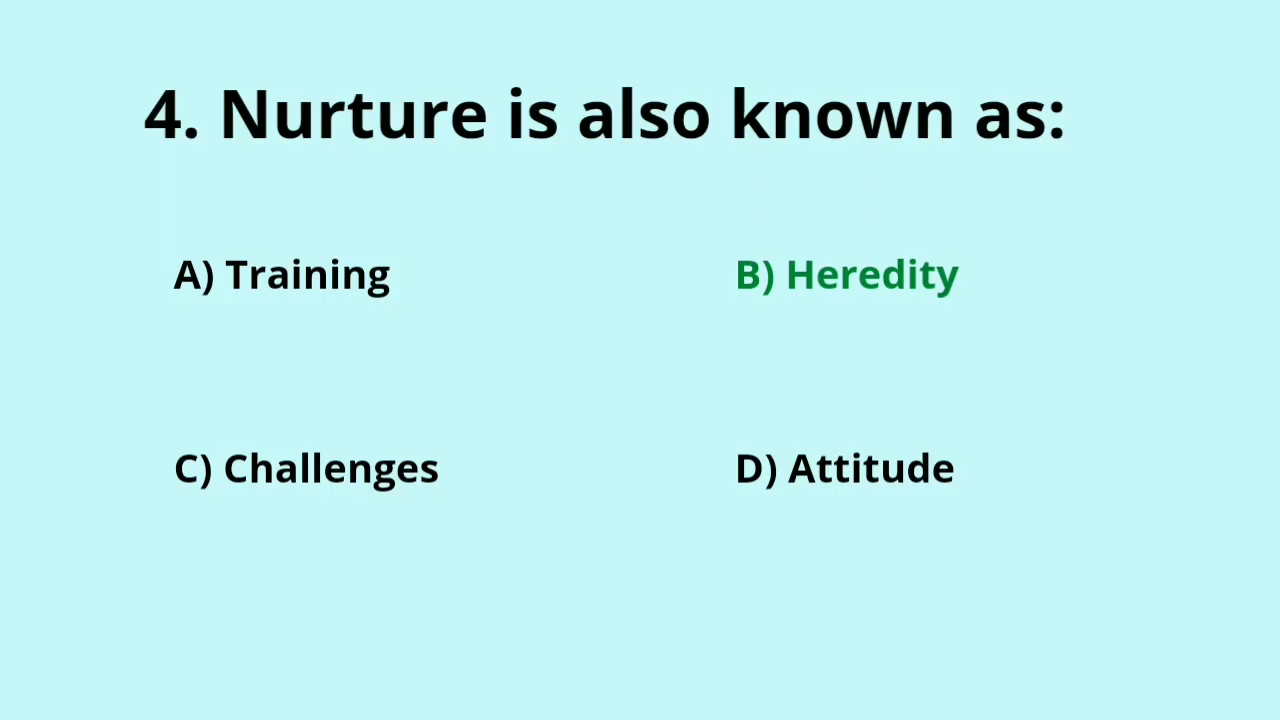 4. Nurture is also known as:
A) Training
B) Heredity
C) Challenges
D) Attitude